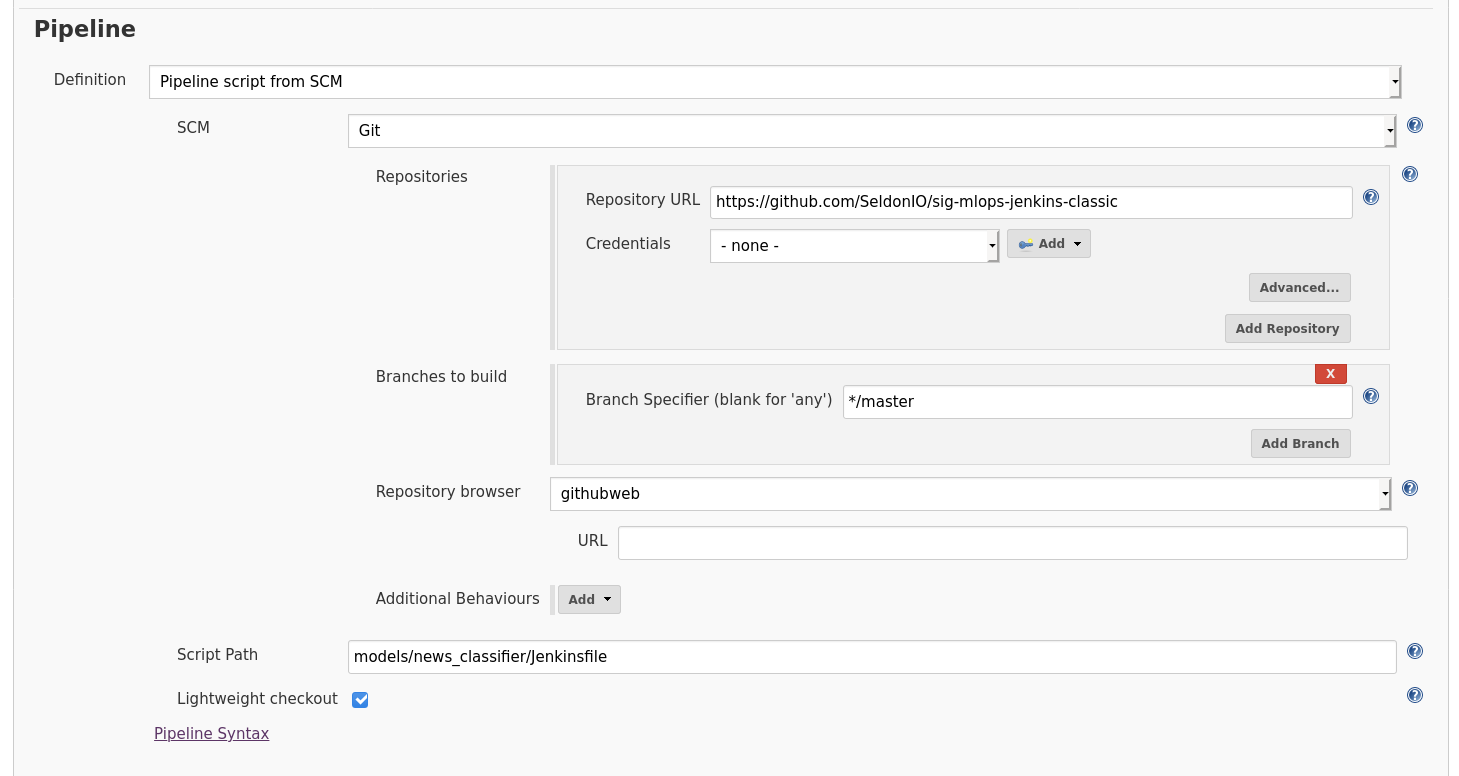 Pipeline
Definition
Pipeline script from SCM
SCM
Git
Repositories
Repository URL
https://github.com/SeldonIO/sig-mlops-jenkins-classic
Credentials
- none -
Add
Advanced...
Add Repository
Branches to build
X
Branch Specifier (blank for 'any')
*/master
Add Branch
Repository browser
githubweb
URL
Additional Behaviours
Add
Script Path
models/news_classifier/Jenkinsfile
Lightweight checkout
Pipeline Syntax